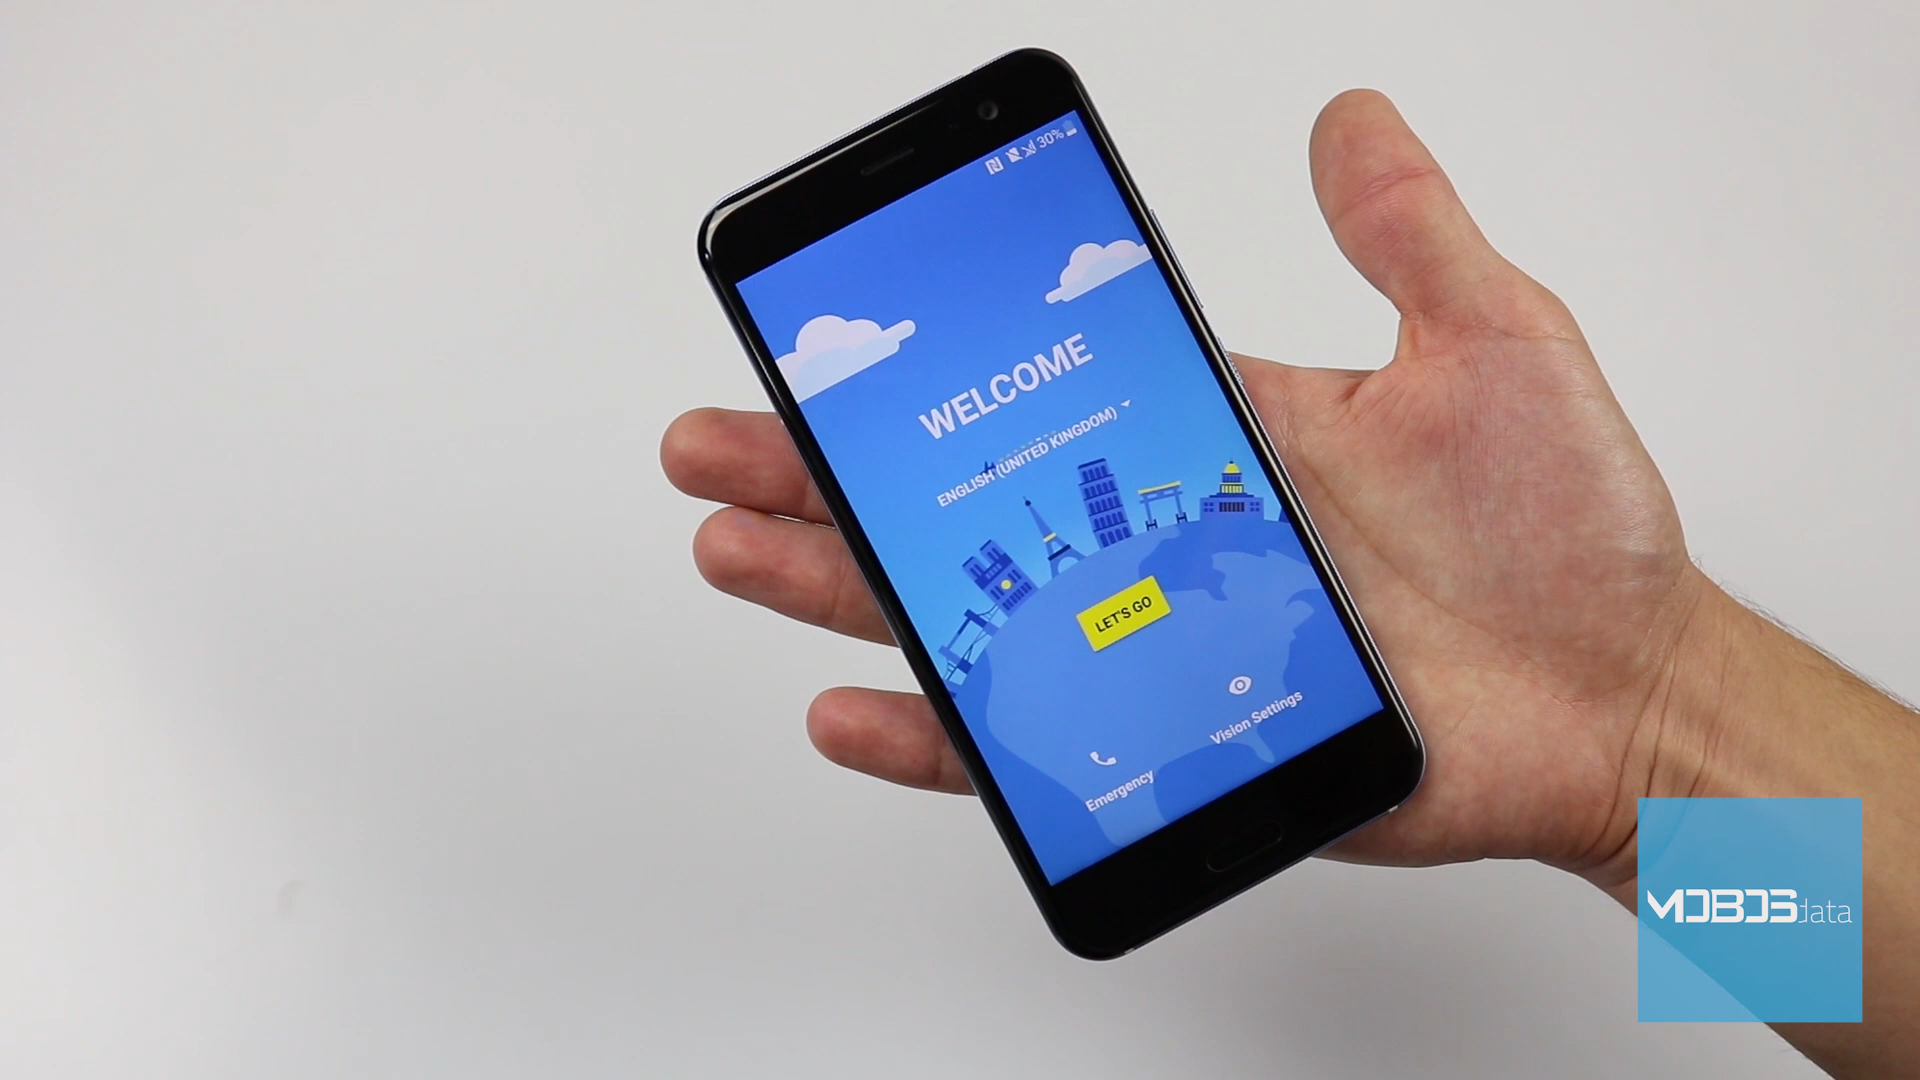 30%
WELCOME
ENGLISH (UNITED KINGDOM)
LET'S GO
Vision Settings
Emergency
MOBOSdata